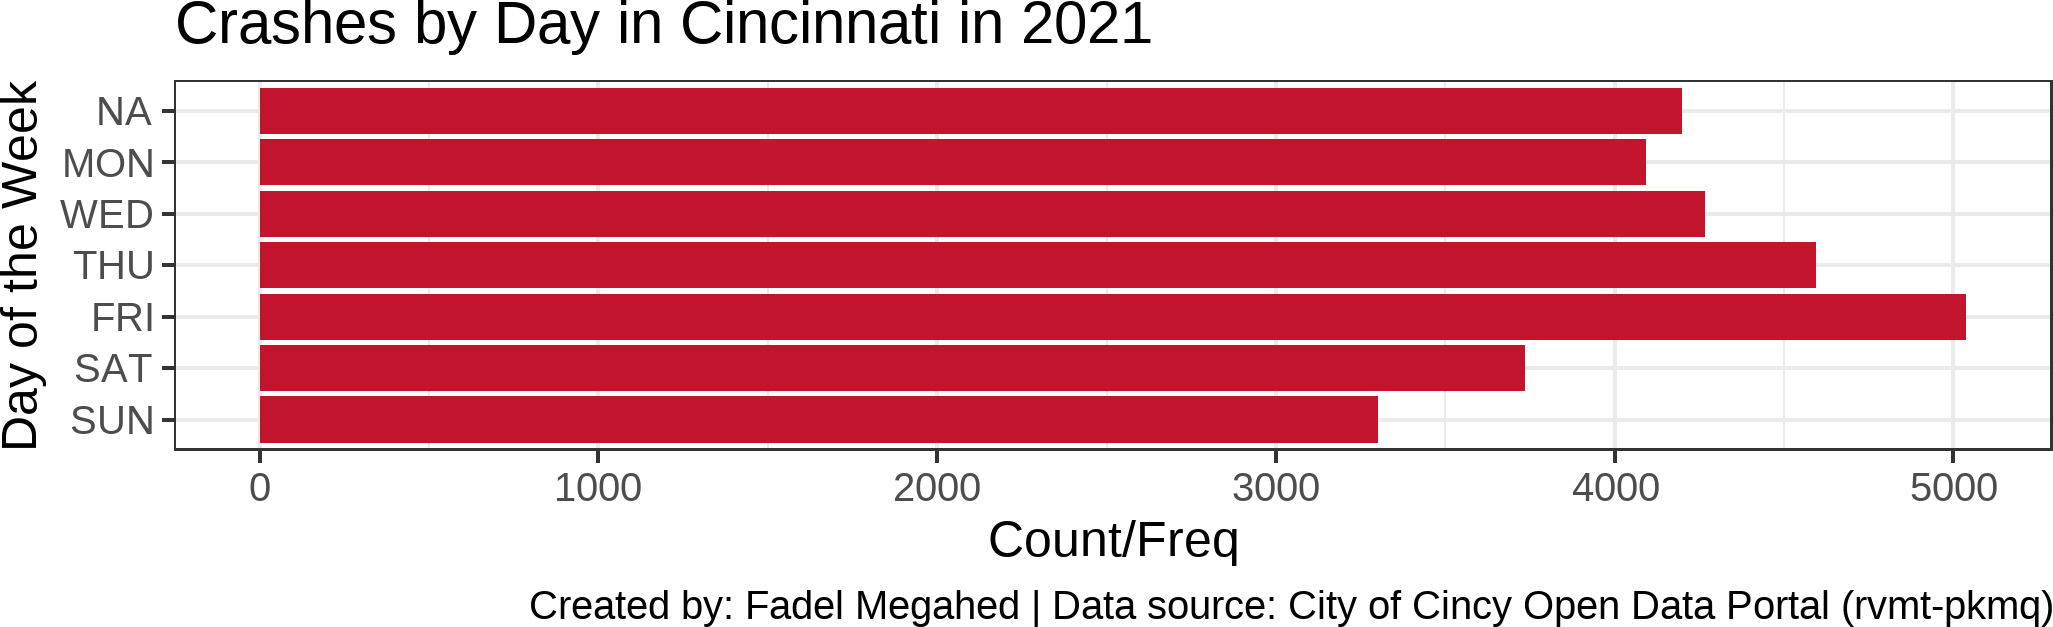 Crashes by Day in Cincinnati in 2021
Day of the Week
NA
MON
WED
THU
FRI
SAT
SUN
0 1000 2000 3000 4000 5000
Count/Freq
Created by: Fadel Megahed | Data source: City of Cincy Open Data Portal (rvmt-pkmq)